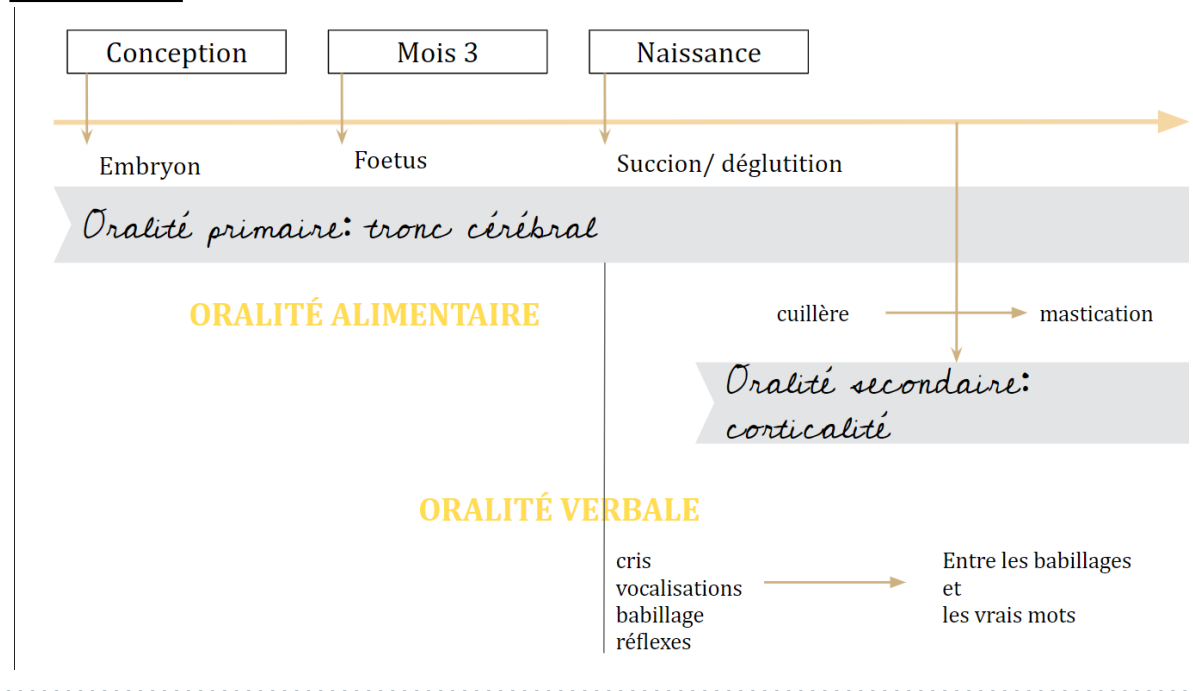 Conception
Mois 3
Naissance
Embryon
Foetus
Succion/ déglutition
Oralité primaire: tronc cérébral
ORALITÉ ALIMENTAIRE
cuillère
mastication
Oralité secondaire:
corticalité
ORALITÉ VERBALE
cris
vocalisations
babillage
réflexes
Entre les babillages
et
les vrais mots